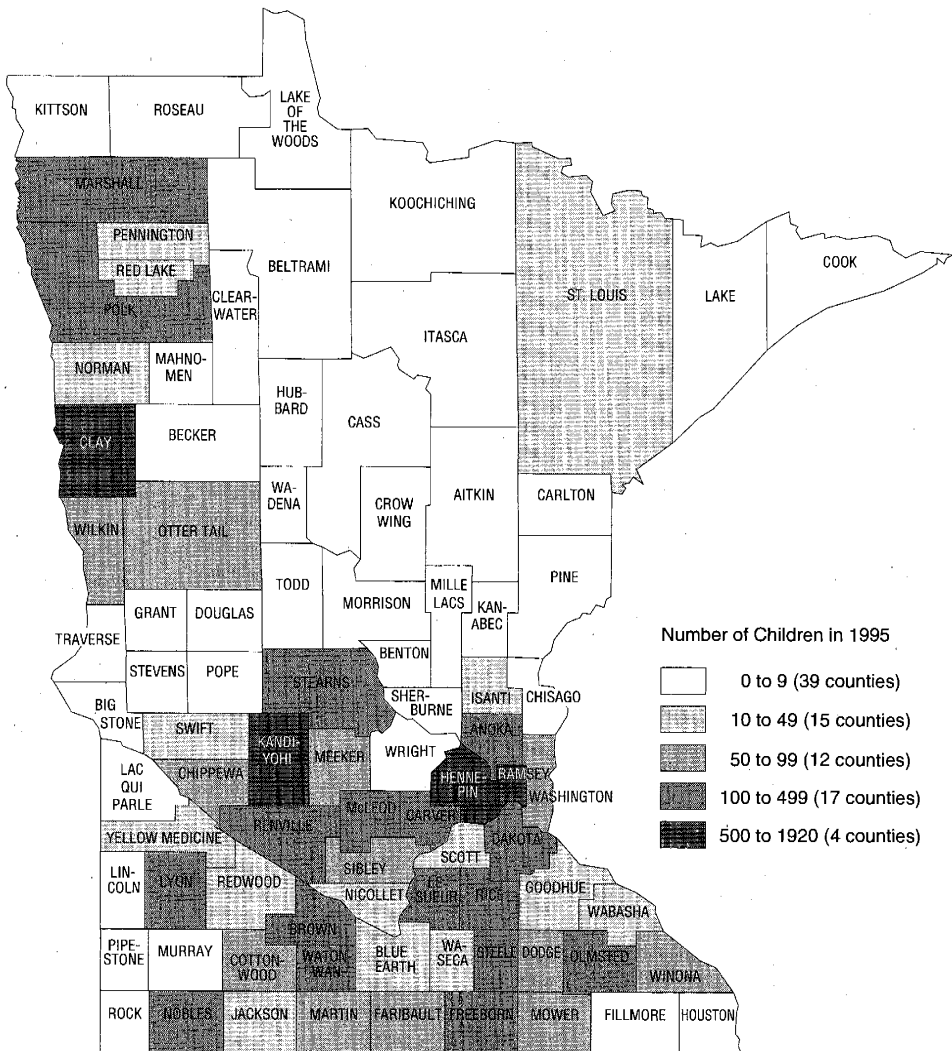 KITTSON
ROSEAU
LAKE
OF
THE
WOODS
MARSHALL
KOOCHICHING
PENNINGTON
RED LAKE
BELTRAMI
POLK
CLEAR-
WATER
ST. LOUIS
LAKE
COOK
ITASCA
NORMAN
MAHNO-
MEN
HUB-
BARD
CASS
CLAY
BECKER
WA-
DENA
CROW
WING
AITKIN
CARLTON
WILKIN
OTTER TAIL
TODD
MORRISON
MILLE
LACS
KAN-
ABEC
PINE
GRANT
DOUGLAS
TRAVERSE
STEVENS
POPE
BENTON
STEARNS
BIG
STONE
SHER-
BURNE
ISANTI
CHISAGO
SWIFT
KANDI-
YOHI
MEEKER
WRIGHT
ANOKA
LAC
QUI
PARLE
CHIPPEWA
HENNE-
PIN
RAMSEY
WASHINGTON
YELLOW MEDICINE
RENVILLE
McLEOD
CARVER
DAKOTA
SCOTT
SIBLEY
LIN-
COLN
LYON
REDWOOD
NICOLLET
LE
SUEUR
RICE
GOODHUE
WABASHA
BROWN
PIPE-
STONE
MURRAY
COTTON-
WOOD
WATON-
WAN
BLUE
EARTH
WA-
SECA
STEELE
DODGE
OLMSTED
WINONA
ROCK
NOBLES
JACKSON
MARTIN
FARIBAULT
FREEBORN
MOWER
FILLMORE
HOUSTON
Number of Children in 1995
0 to 9 (39 counties)
10 to 49 (15 counties)
50 to 99 (12 counties)
100 to 499 (17 counties)
500 to 1920 (4 counties)